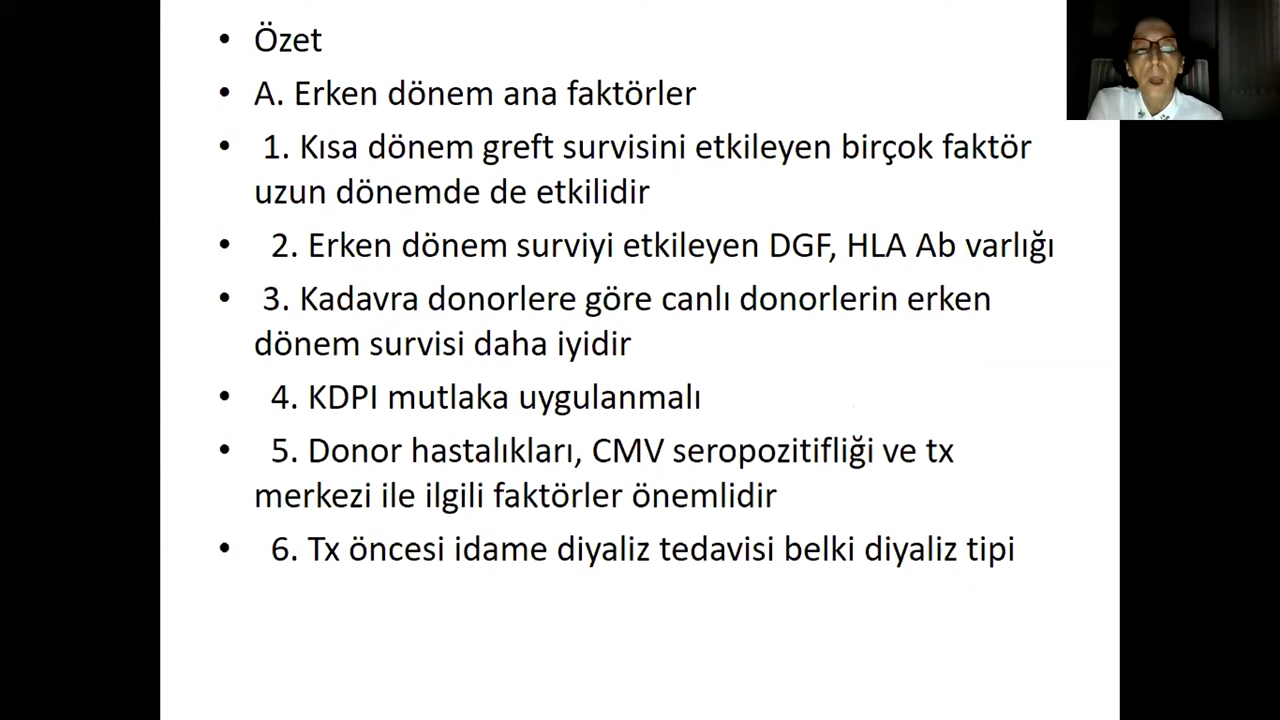 • Özet
• A. Erken dönem ana faktörler
• 1. Kısa dönem greft survisini etkileyen birçok faktör
uzun dönemde de etkilidir
• 2. Erken dönem surviyi etkileyen DGF, HLA Ab varlığı
• 3. Kadavra donorlere göre canlı donorlerin erken
dönem survisi daha iyidir
• 4. KDPI mutlaka uygulanmalı
• 5. Donor hastalıkları, CMV seropozitifliği ve tx
merkezi ile ilgili faktörler önemlidir
• 6. Tx öncesi idame diyaliz tedavisi belki diyaliz tipi